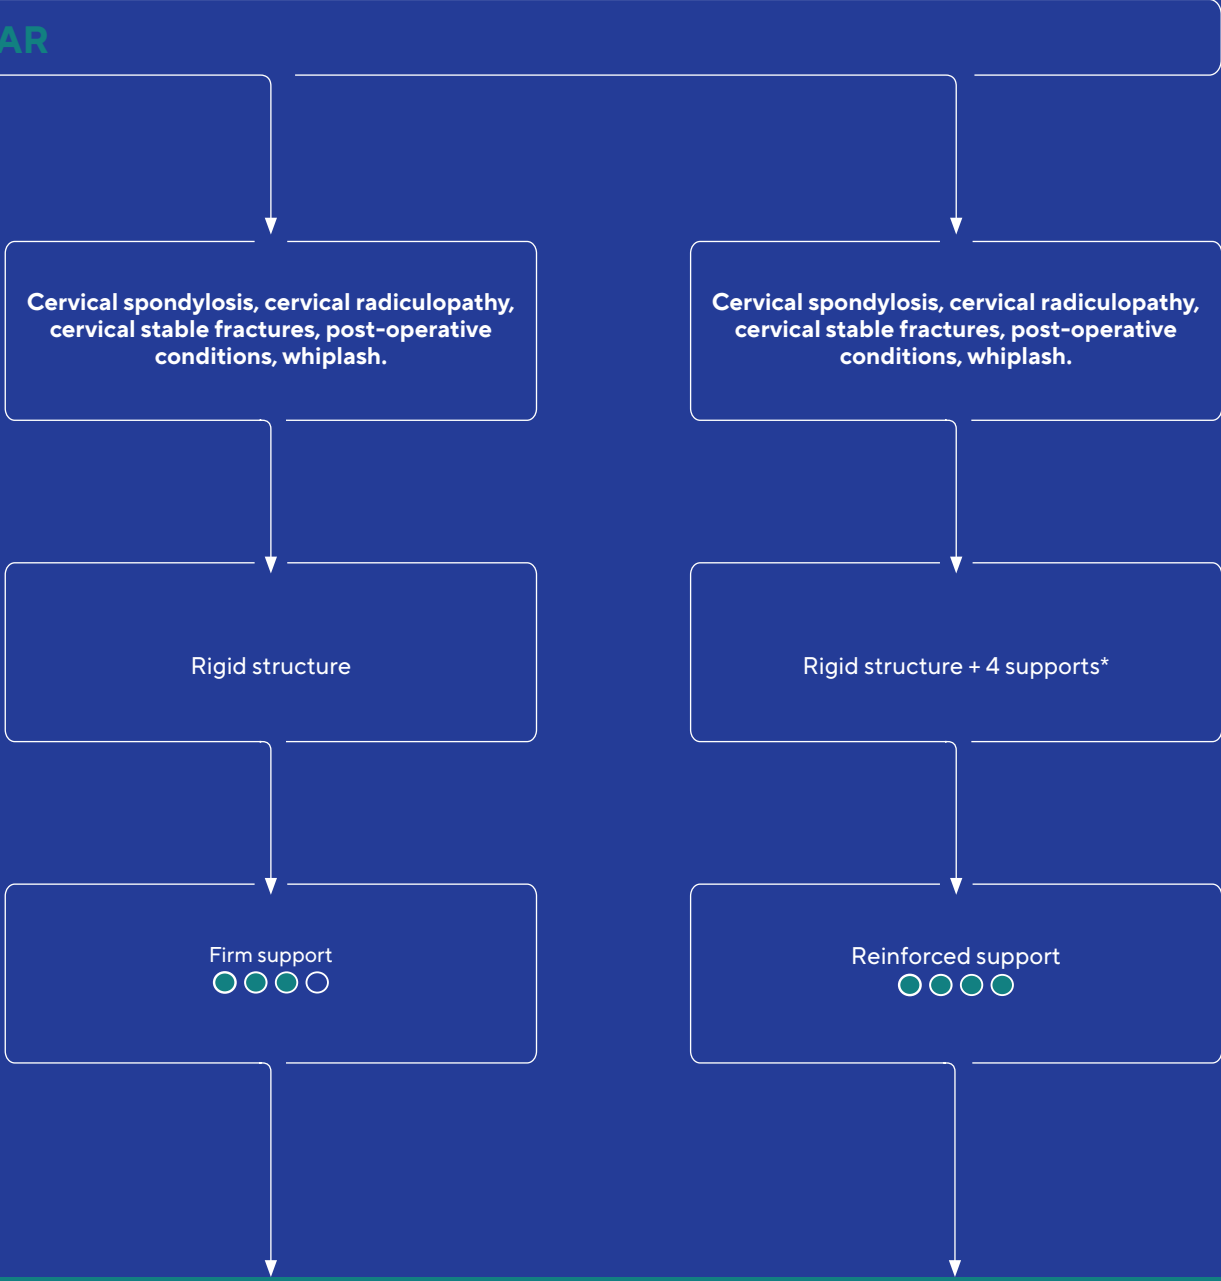 AR
Cervical spondylosis, cervical radiculopathy,
cervical stable fractures, post-operative
conditions, whiplash.
Cervical spondylosis, cervical radiculopathy,
cervical stable fractures, post-operative
conditions, whiplash.
Rigid structure
Rigid structure + 4 supports*
Firm support
Reinforced support